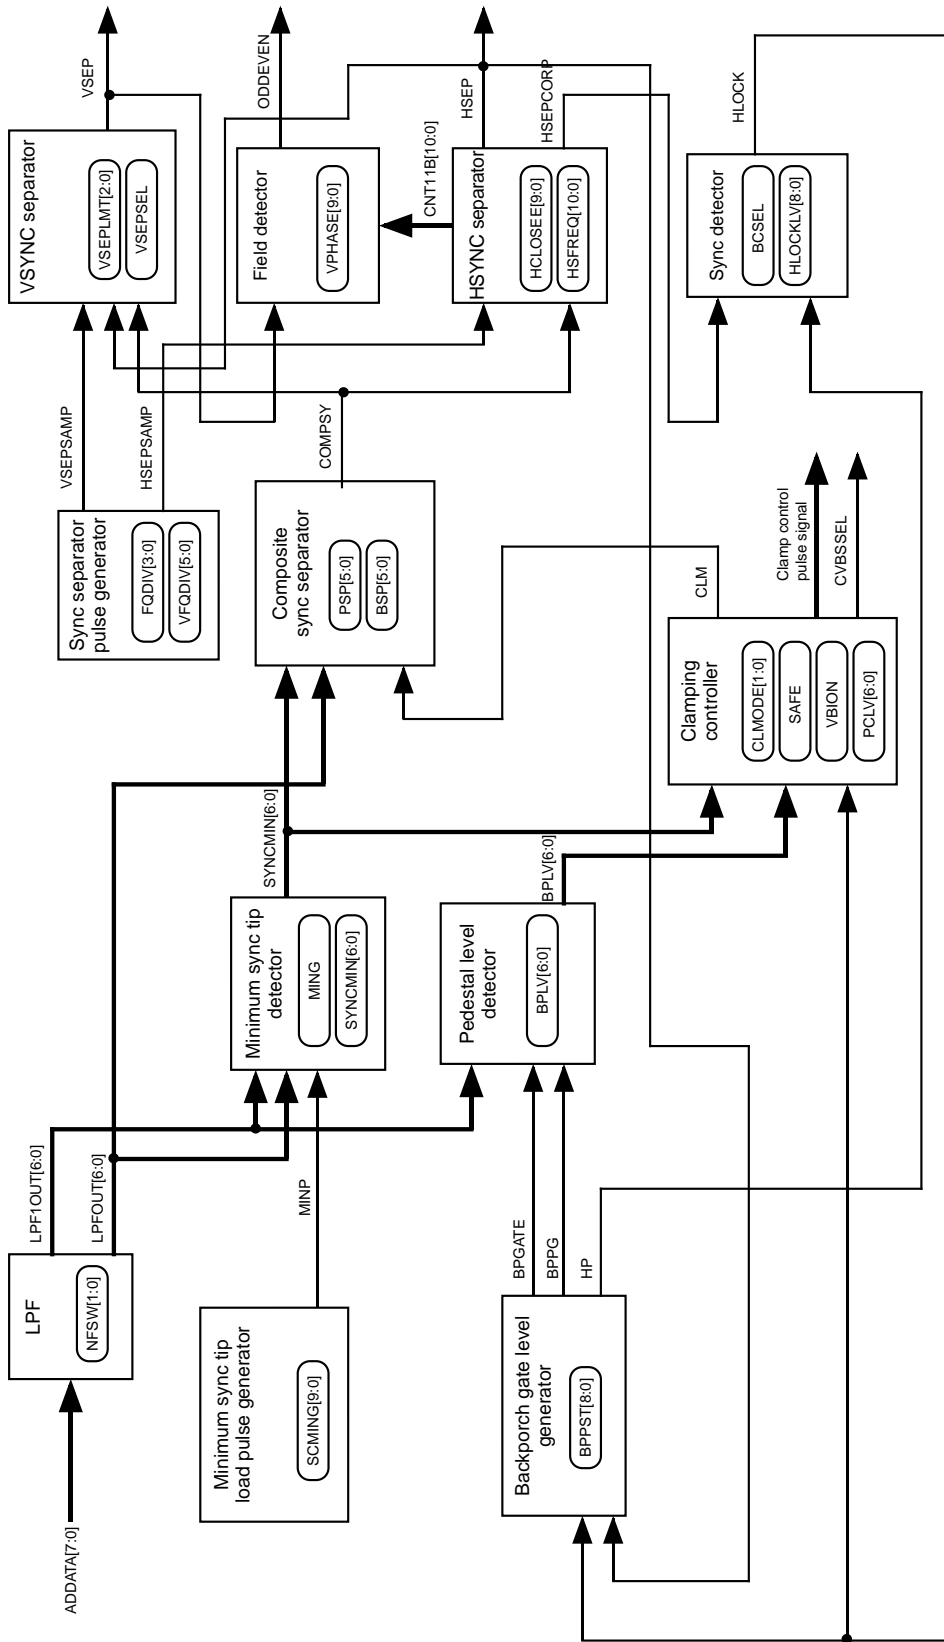 ADDATA[7:0]
LPF
NFSW[1:0]
LPF1OUT[6:0]
LPFOUT[6:0]
Minimum sync tip
load pulse generator
SCMING[9:0]
MINP
Backporch gate level
generator
BPPST[8:0]
BPGATE
BPPG
HP
Minimum sync tip
detector
MING
SYNCMIN[6:0]
SYNCMIN[6:0]
Pedestal level
detector
BPLV[6:0]
BPLV[6:0]
Sync separator
pulse generator
FQDIV[3:0]
VFQDIV[5:0]
VSEPSAMP
HSEPSAMP
Composite
sync separator
PSP[5:0]
BSP[5:0]
COMPSY
Clamping
controller
CLMODE[1:0]
SAFE
VBION
PCLV[6:0]
CLM
Clamp control
pulse signal
CVBSSEL
VSYNC separator
VSEPLMT[2:0]
VSEPSEL
VSEP
Field detector
VPHASE[9:0]
ODDEVEN
CNT11B[10:0]
HSYNC separator
HCLOSEE[9:0]
HSFREQ[10:0]
HSEP
HSEPCORP
Sync detector
BCSEL
HLOCKLV[8:0]
HLOCK